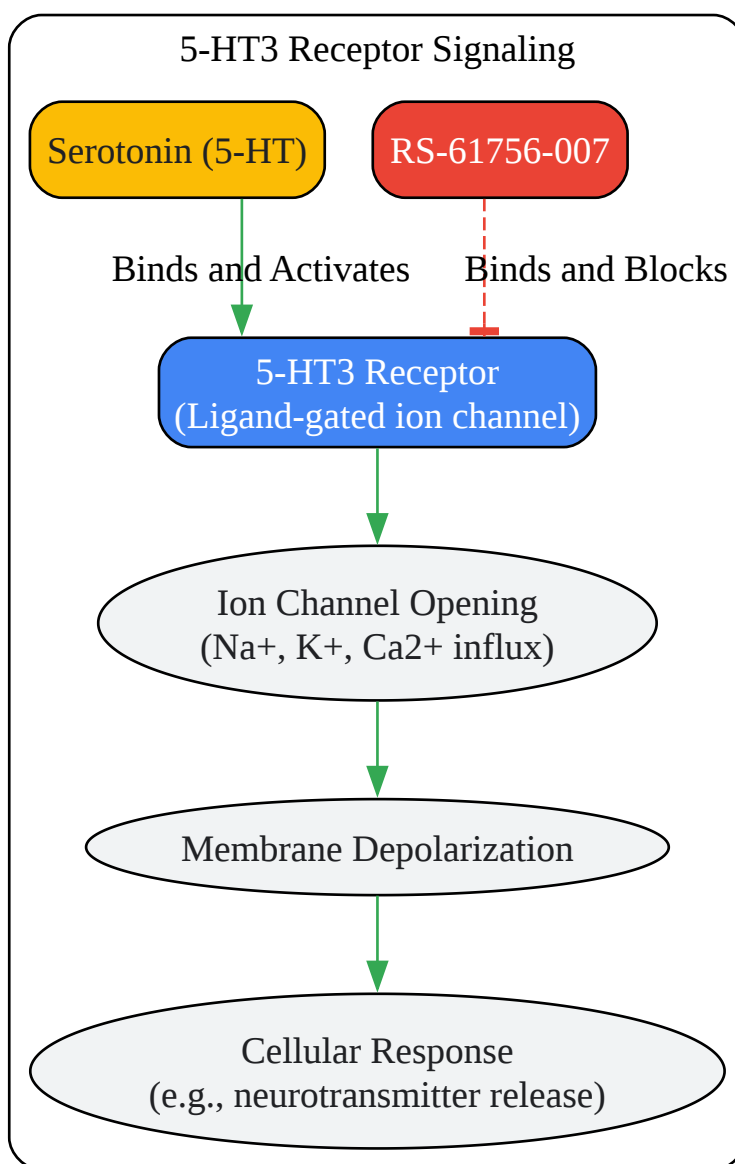 5-HT3 Receptor Signaling
Serotonin (5-HT)
RS-61756-007
Binds and Activates
Binds and Blocks
5-HT3 Receptor
(Ligand-gated ion channel)
Ion Channel Opening
(Na+, K+, Ca2+ influx)
Membrane Depolarization
Cellular Response
(e.g., neurotransmitter release)